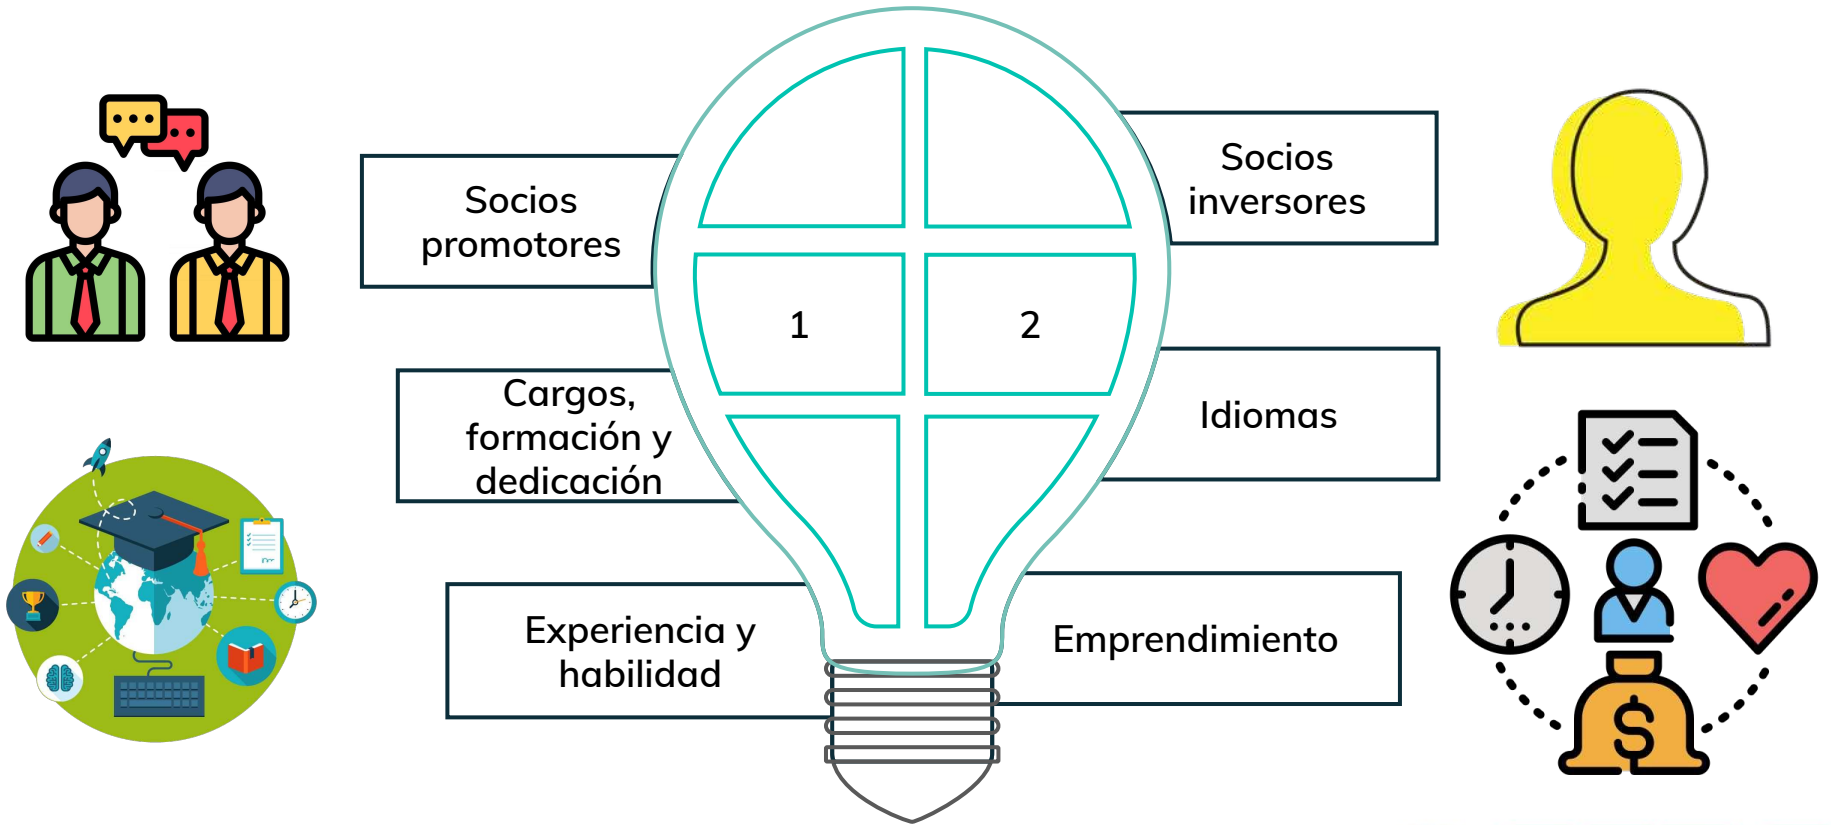 Socios
promotores
Cargos,
formación y
dedicación
Experiencia y
habilidad
1
2
Socios
inversores
Idiomas
Emprendimiento
$